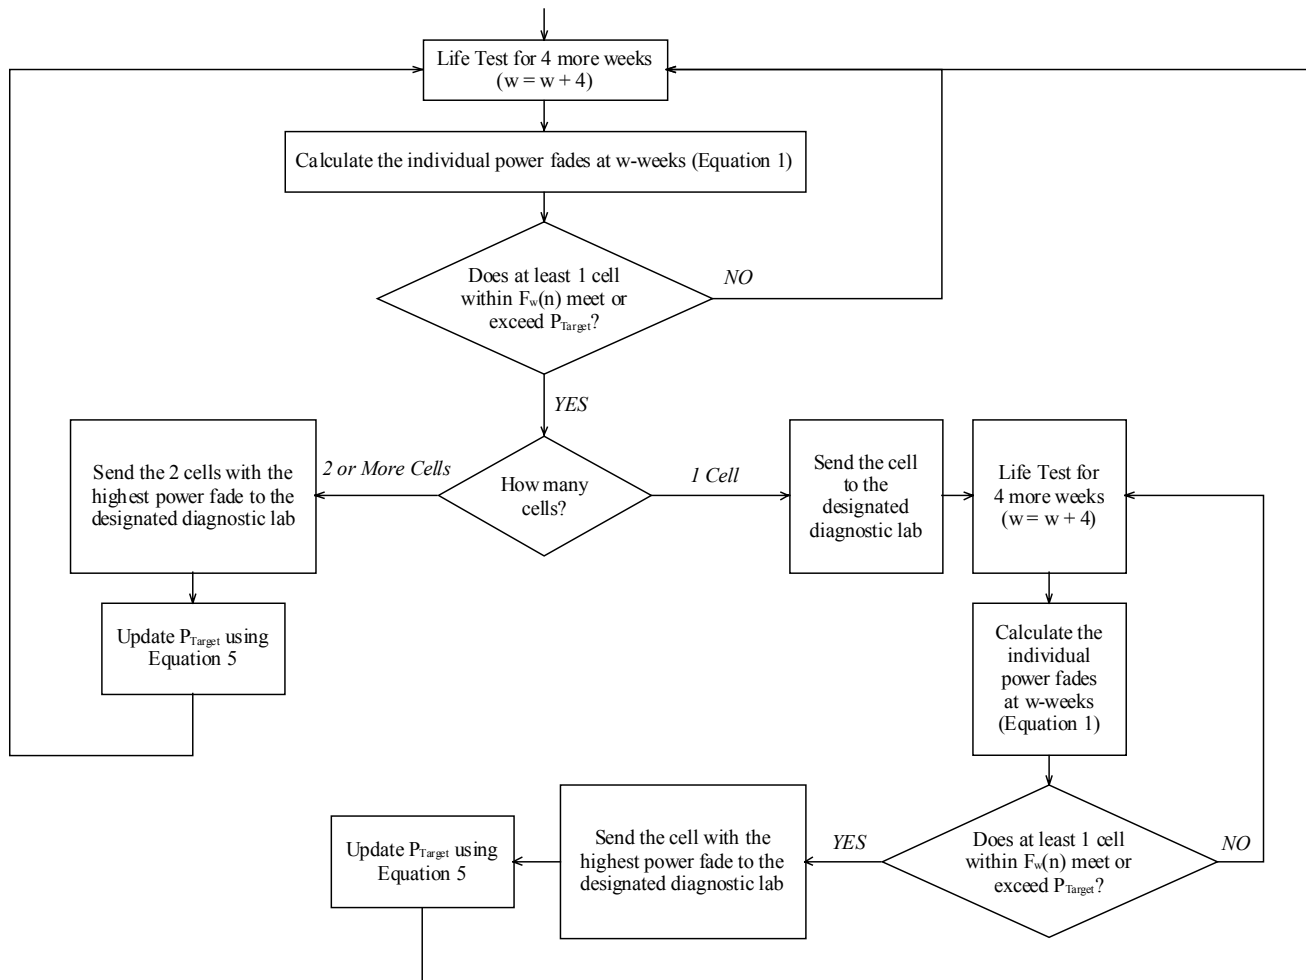 Life Test for 4 more weeks
(w = w + 4)
Calculate the individual power fades at w-weeks (Equation 1)
Does at least 1 cell
within Fw(n) meet or
exceed PTarget?
NO
YES
How many
cells?
2 or More Cells
1 Cell
Send the 2 cells with the
highest power fade to the
designated diagnostic lab
Update PTarget using
Equation 5
Send the cell
to the
designated
diagnostic lab
Life Test for
4 more weeks
(w = w + 4)
Calculate the
individual
power fades
at w-weeks
(Equation 1)
Does at least 1 cell
within Fw(n) meet or
exceed PTarget?
NO
YES
Send the cell with the
highest power fade to the
designated diagnostic lab
Update PTarget using
Equation 5